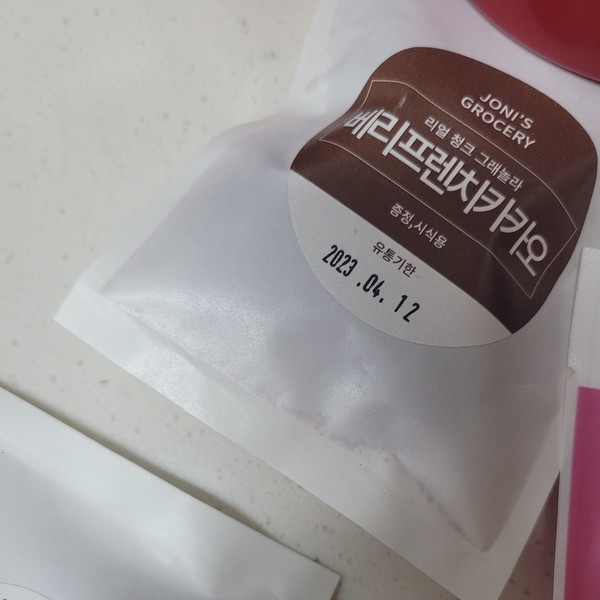 JONI'S
GROCERY
리얼 청크 그래놀라
베리프렌치카카오
증정,시식용
유통기한
2023.04.12